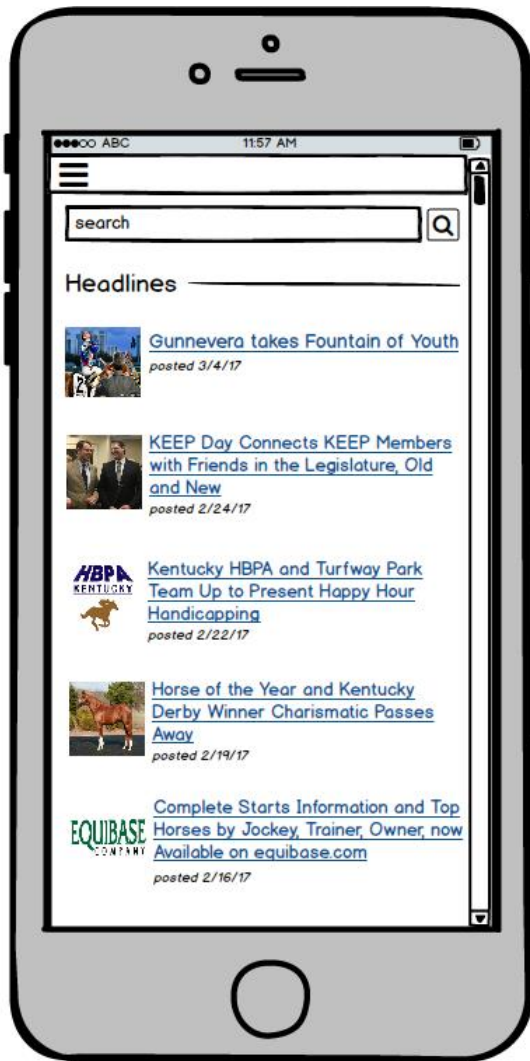 ●●●○○ ABC 11:57 AM
search
Headlines
Gunnevera takes Fountain of Youth
posted 3/4/17
KEEP Day Connects KEEP Members
with Friends in the Legislature, Old
and New
posted 2/24/17
HBPA
KENTUCKY
Kentucky HBPA and Turfway Park
Team Up to Present Happy Hour
Handicapping
posted 2/22/17
Horse of the Year and Kentucky
Derby Winner Charismatic Passes
Away
posted 2/19/17
EQUIBASE
COMPANY
Complete Starts Information and Top
Horses by Jockey, Trainer, Owner, now
Available on equibase.com
posted 2/16/17